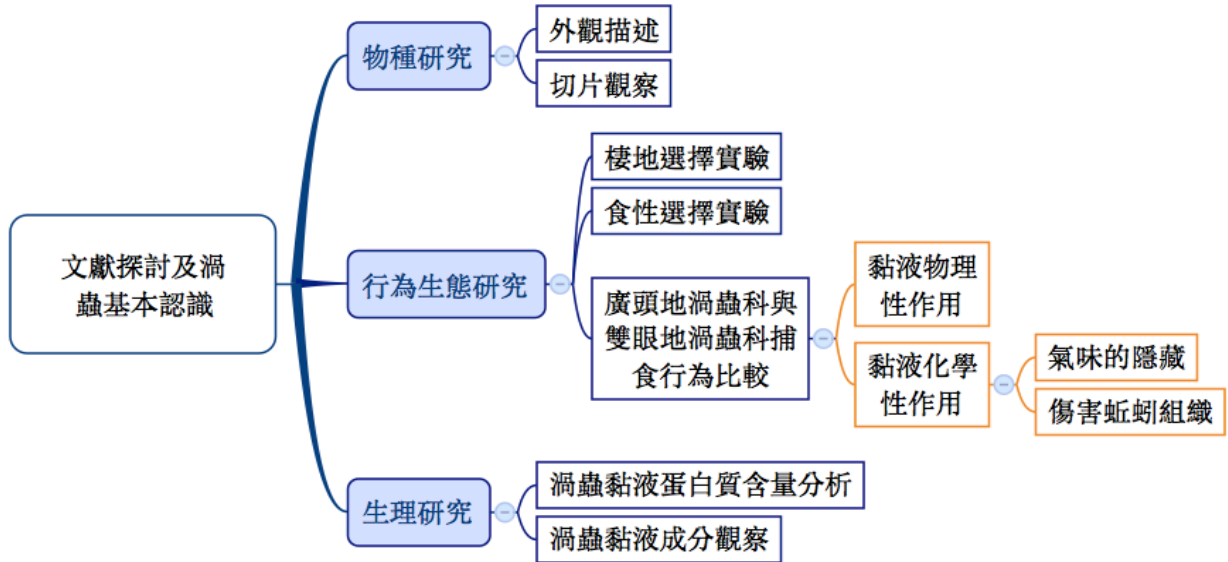 外觀描述
物種研究
切片觀察
棲地選擇實驗
食性選擇實驗
文獻探討及渦
蟲基本認識
行為生態研究
廣頭地渦蟲科與
雙眼地渦蟲科捕
食行為比較
黏液物理
性作用
黏液化學
性作用
氣味的隱藏
傷害蚯蚓組織
生理研究
渦蟲黏液蛋白質含量分析
渦蟲黏液成分觀察